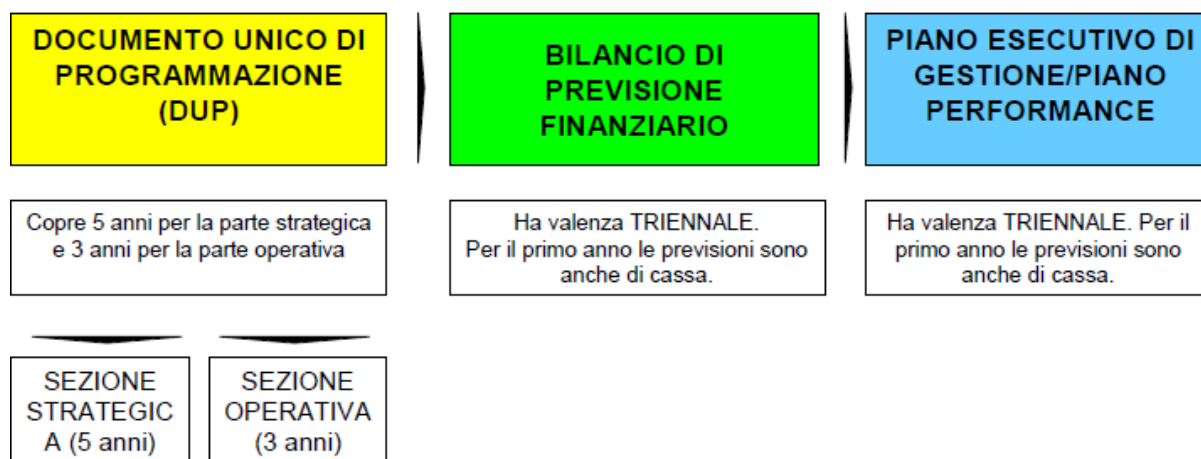 DOCUMENTO UNICO DI
PROGRAMMAZIONE
(DUP)
BILANCIO DI
PREVISIONE
FINANZIARIO
PIANO ESECUTIVO DI
GESTIONE/PIANO
PERFORMANCE
Copre 5 anni per la parte strategica
e 3 anni per la parte operativa
Ha valenza TRIENNALE.
Per il primo anno le previsioni sono
anche di cassa.
Ha valenza TRIENNALE. Per il
primo anno le previsioni sono
anche di cassa.
SEZIONE
STRATEGIC
A (5 anni)
SEZIONE
OPERATIVA
(3 anni)